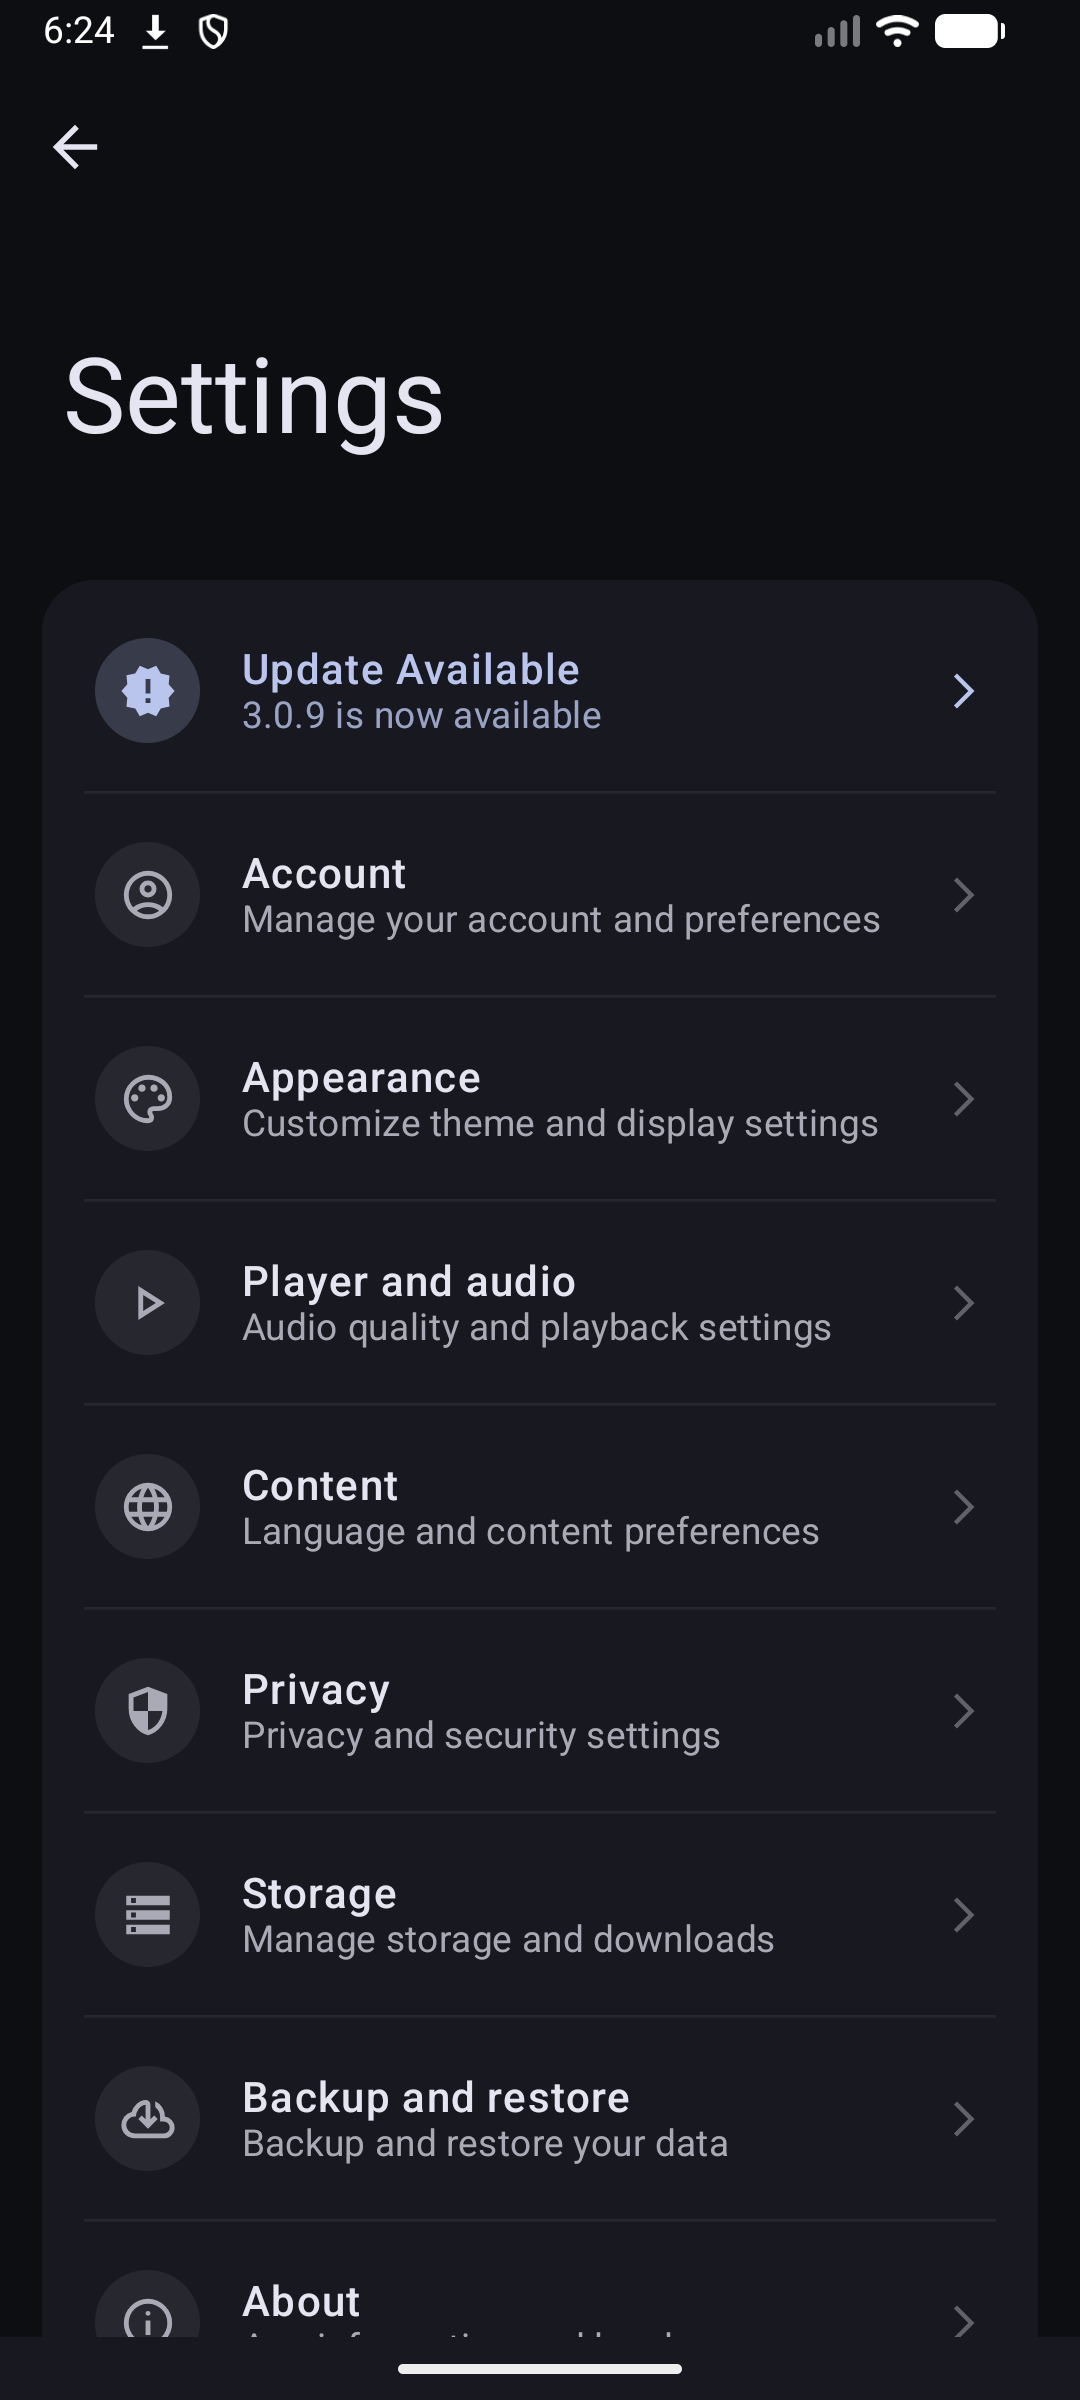 6:24
Settings
Update Available
3.0.9 is now available
Account
Manage your account and preferences
Appearance
Customize theme and display settings
Player and audio
Audio quality and playback settings
Content
Language and content preferences
Privacy
Privacy and security settings
Storage
Manage storage and downloads
Backup and restore
Backup and restore your data
About